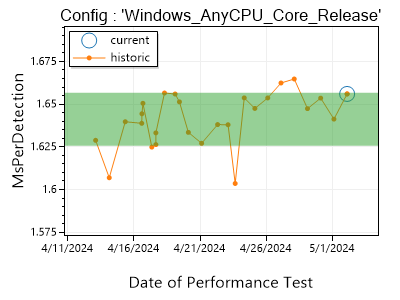 Config : 'Windows_AnyCPU_Core_Release'
current
historic
MsPerDetection
1.675
1.65
1.625
1.6
1.575
4/11/2024 4/16/2024 4/21/2024 4/26/2024 5/1/2024
Date of Performance Test